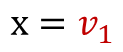 x = v₁